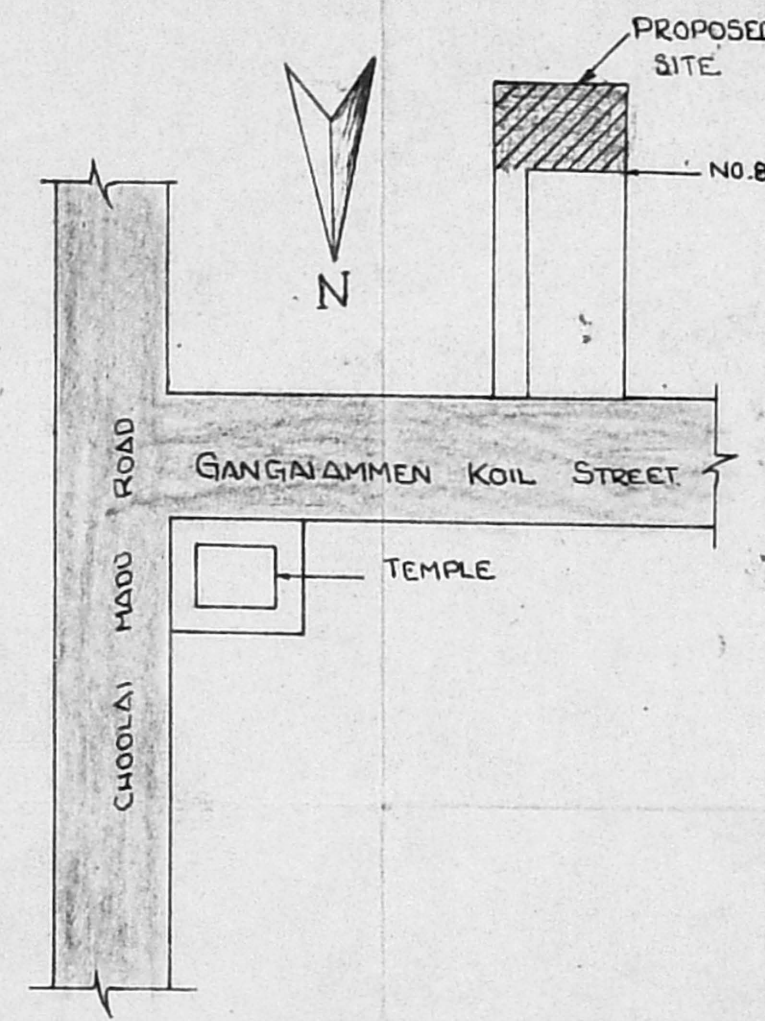 PROPOSED
SITE
NO.8
N
GANGAIAMMEN KOIL STREET.
TEMPLE
CHOOLAI MADU ROAD